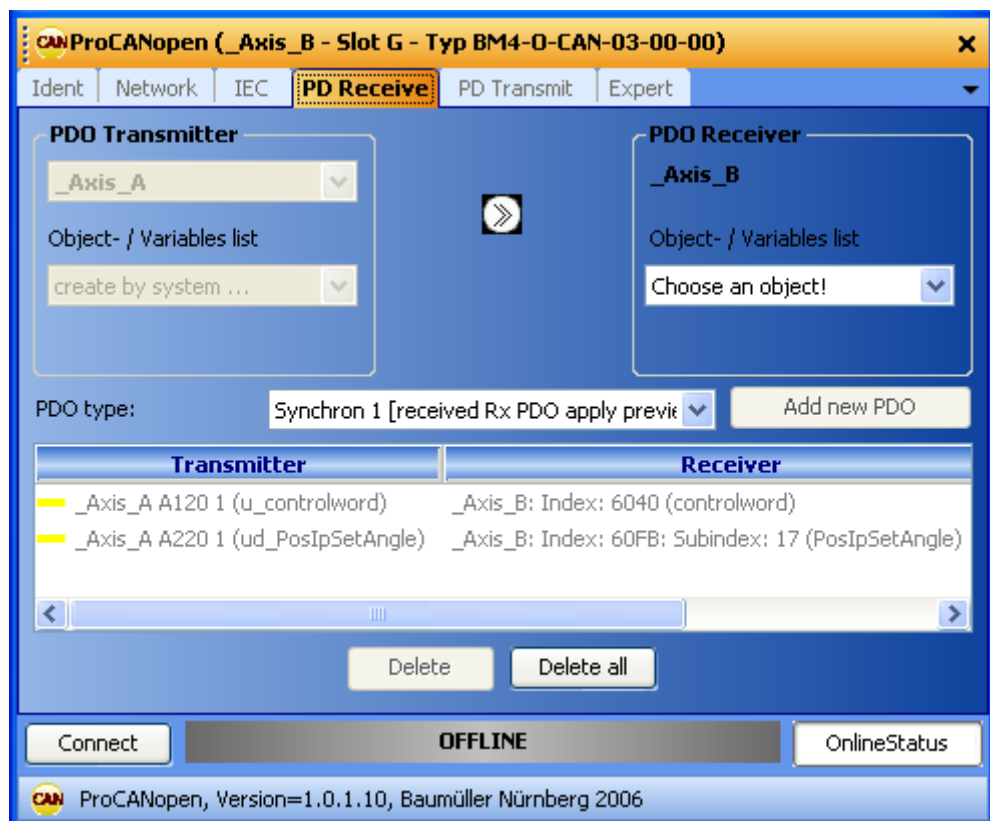 CAN ProCANopen (_Axis_B - Slot G - Typ BM4-O-CAN-03-00-00)
Ident Network IEC PD Receive PD Transmit Expert
PDO Transmitter
_Axis_A
Object- / Variables list
create by system ...
PDO Receiver
_Axis_B
Object- / Variables list
Choose an object!
PDO type: Synchron 1 [received Rx PDO apply previe Add new PDO
Transmitter Receiver
_Axis_A A120 1 (u_controlword) _Axis_B: Index: 6040 (controlword)
_Axis_A A220 1 (ud_PosIpSetAngle) _Axis_B: Index: 60FB: Subindex: 17 (PosIpSetAngle)
Delete Delete all
Connect OFFLINE OnlineStatus
CAN ProCANopen, Version=1.0.1.10, Baumüller Nürnberg 2006